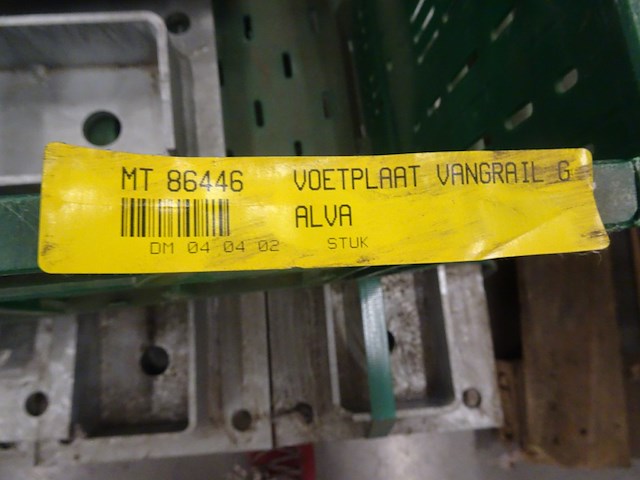 MT 86446 VOETPLAAT VANGRAIL G
ALVA
DM 04 04 02 STUK